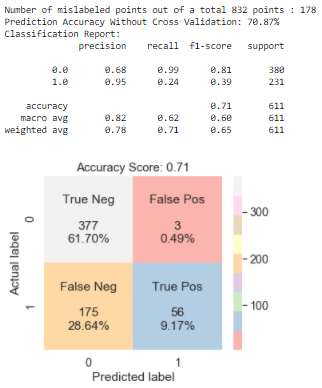 Number of mislabeled points out of a total 832 points : 178
Prediction Accuracy Without Cross Validation: 70.87%
Classification Report:
precision recall f1-score support
0.0 0.68 0.99 0.81 380
1.0 0.95 0.24 0.39 231
accuracy 0.71 611
macro avg 0.82 0.62 0.60 611
weighted avg 0.78 0.71 0.65 611
Accuracy Score: 0.71
True Neg
377
61.70%
False Pos
3
0.49%
False Neg
175
28.64%
True Pos
56
9.17%
Actual label
0
1
0
1
Predicted label
300
200
100